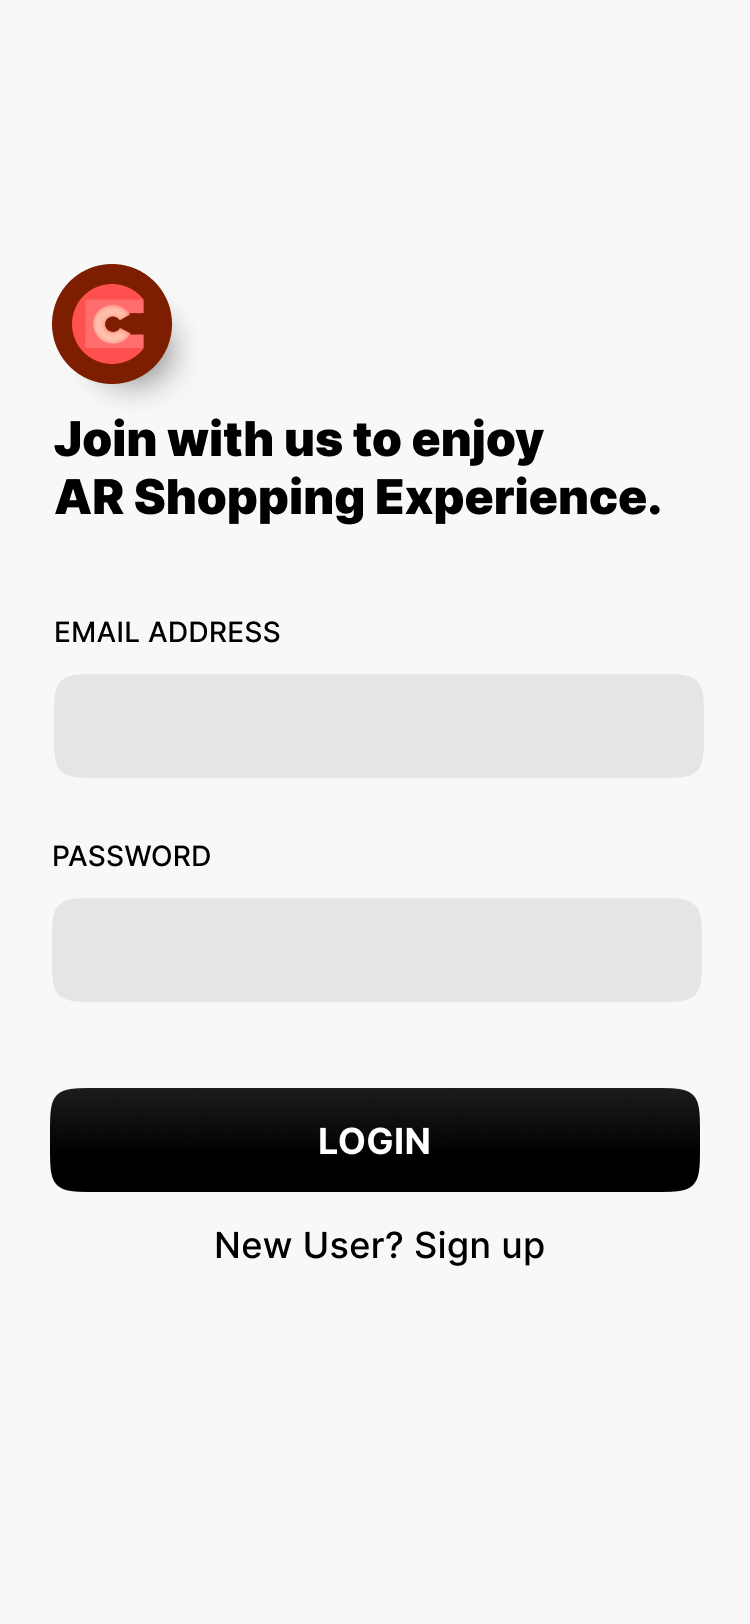 C
Join with us to enjoy
AR Shopping Experience.
EMAIL ADDRESS
PASSWORD
LOGIN
New User? Sign up